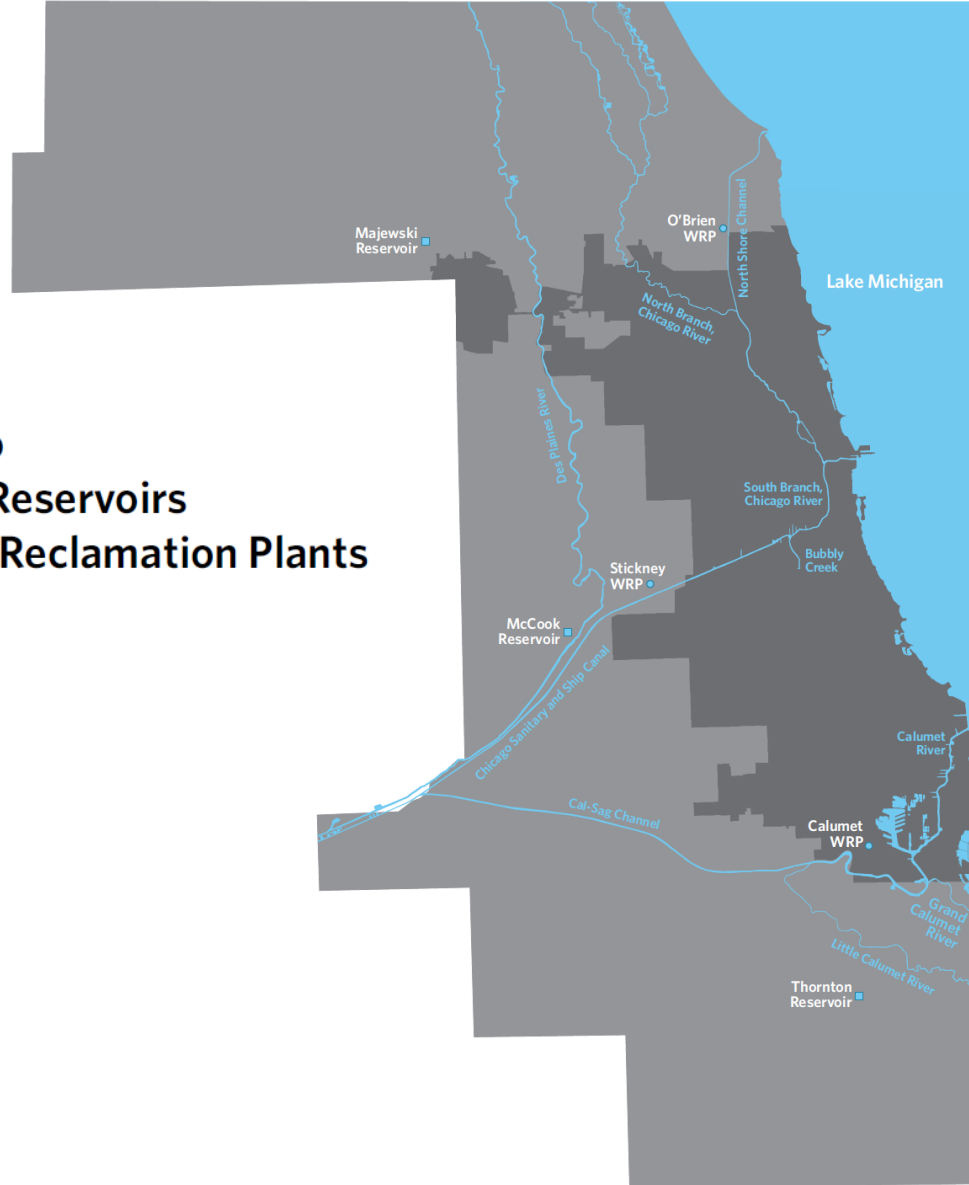 Majewski
Reservoir
O'Brien
WRP
North Shore Channel
Lake Michigan
North Branch,
Chicago River
Des Plaines River
Reservoirs
Reclamation Plants
South Branch,
Chicago River
Bubbly
Creek
Stickney
WRP
McCook
Reservoir
Chicago Sanitary and Ship Canal
Calumet
River
Cal-Sag Channel
Calumet
WRP
Grand
Calumet
River
Little Calumet River
Thornton
Reservoir